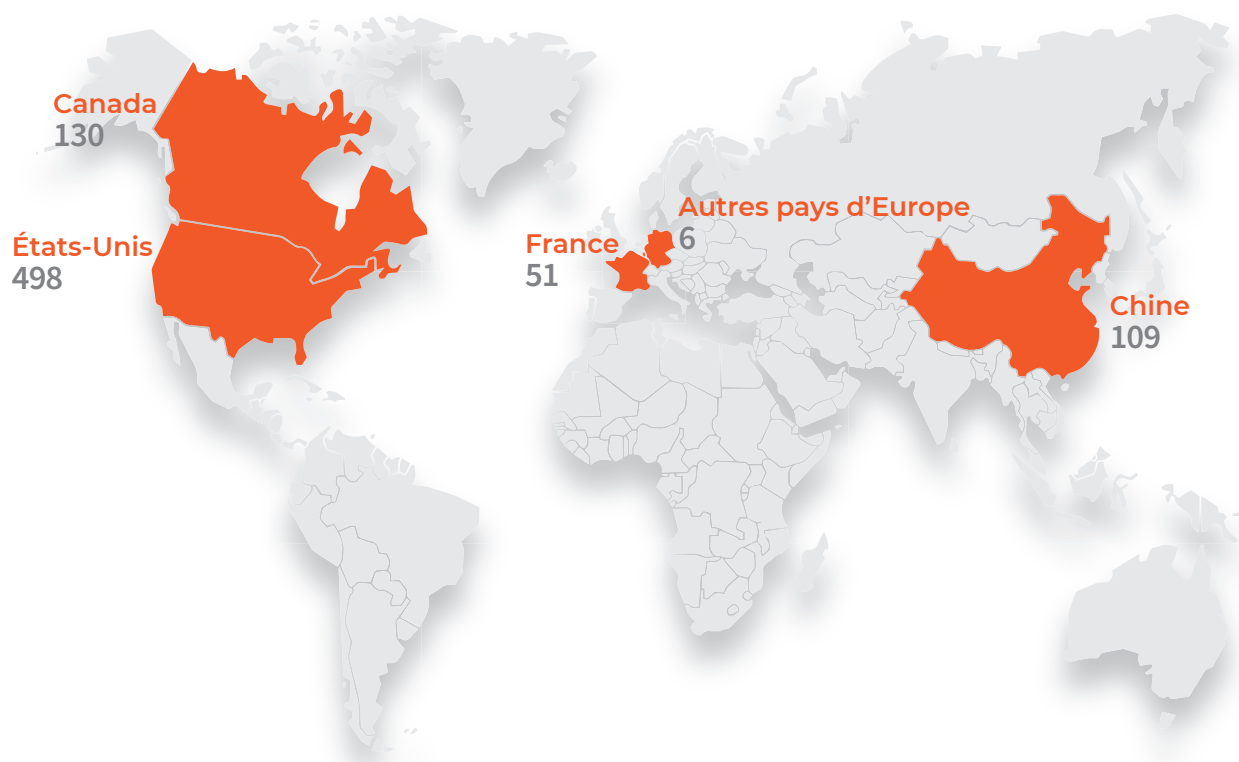 Canada
130
États-Unis
498
Autres pays d’Europe
6
France
51
Chine
109